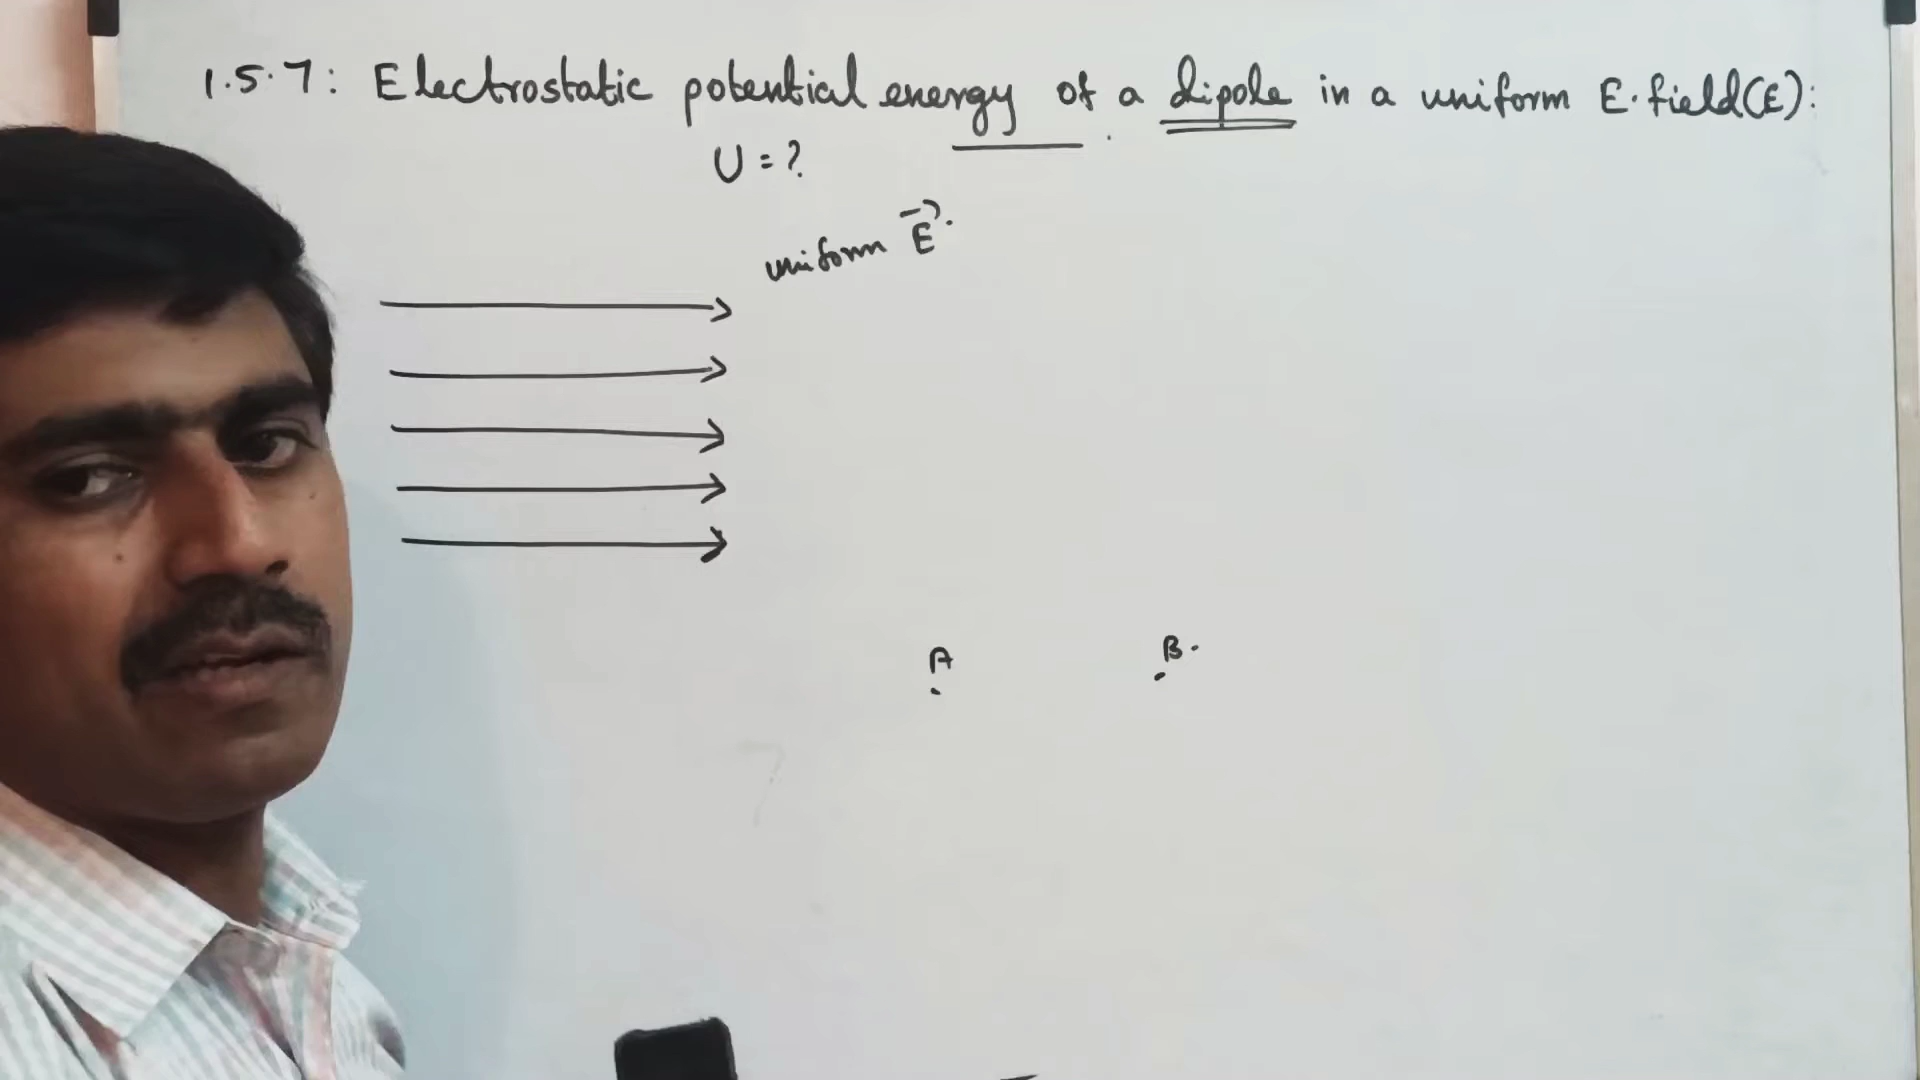 1.5.7: Electrostatic potential energy of a dipole in a uniform E.field(E):
U = ?
uniform E⃗.
A
B.